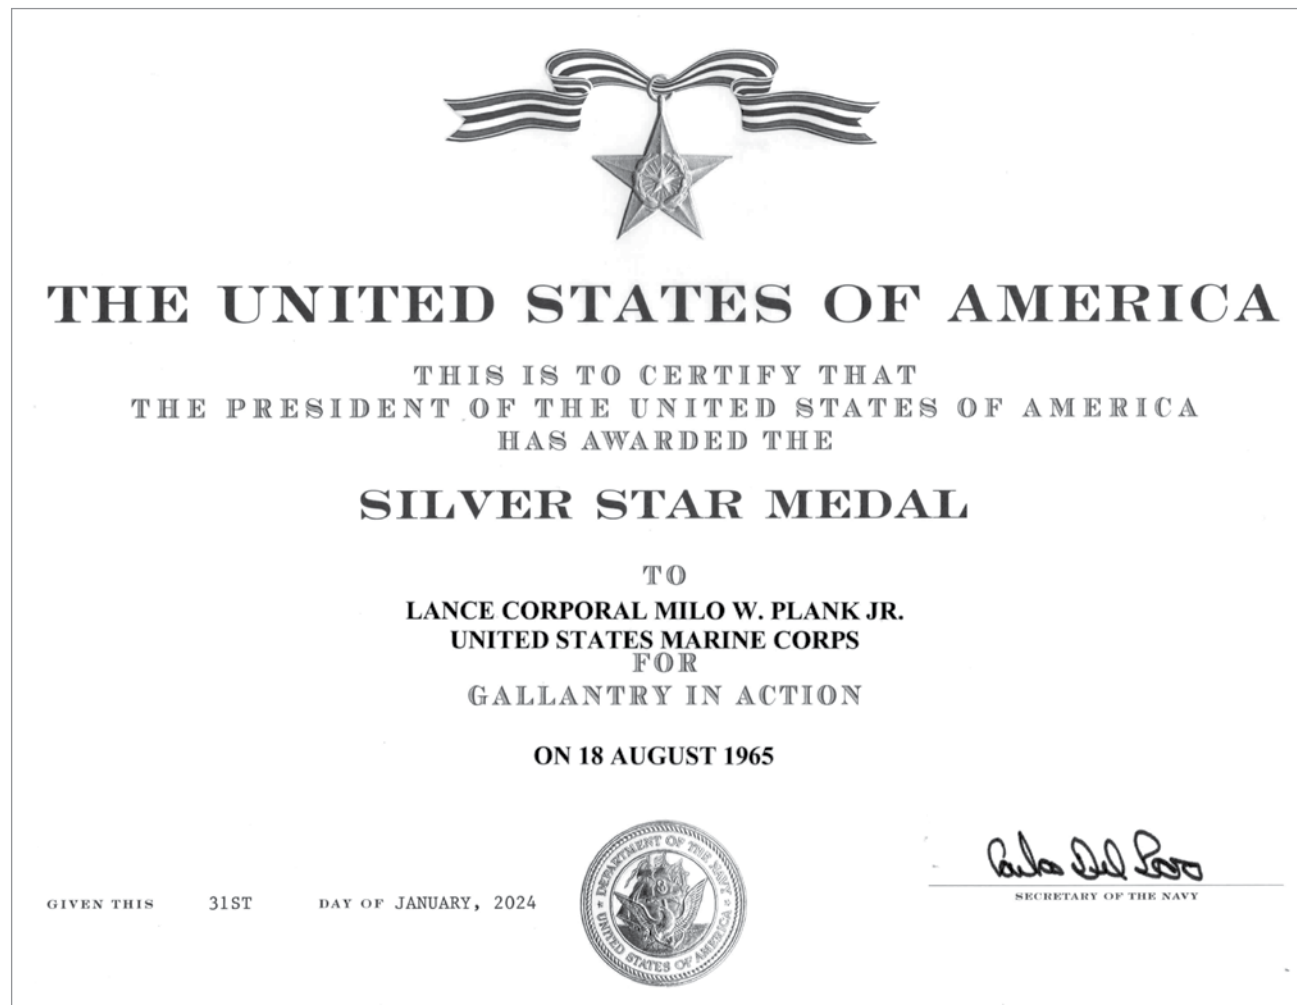 THE UNITED STATES OF AMERICA
THIS IS TO CERTIFY THAT
THE PRESIDENT OF THE UNITED STATES OF AMERICA
HAS AWARDED THE
SILVER STAR MEDAL
TO
LANCE CORPORAL MILO W. PLANK JR.
UNITED STATES MARINE CORPS
FOR
GALLANTRY IN ACTION
ON 18 AUGUST 1965
GIVEN THIS 31ST DAY OF JANUARY, 2024
DEPARTMENT OF THE NAVY
UNITED STATES OF AMERICA
Carlos Del Toro
SECRETARY OF THE NAVY